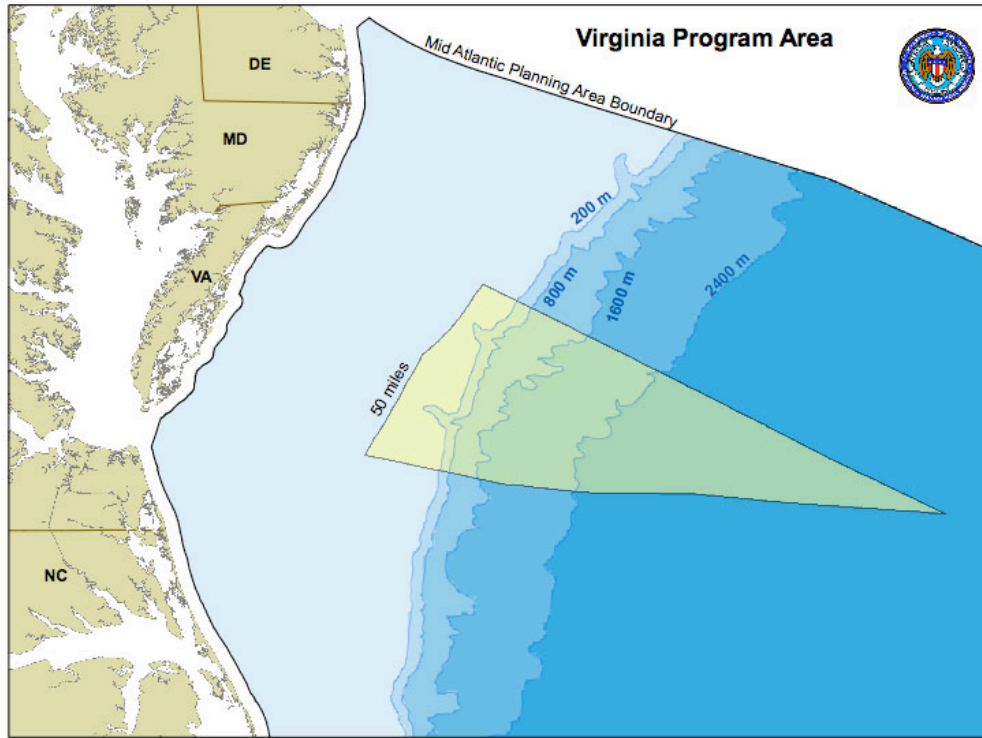 Virginia Program Area
Mid Atlantic Planning Area Boundary
DE
MD
VA
NC
200 m
800 m
1600 m
2400 m
50 miles